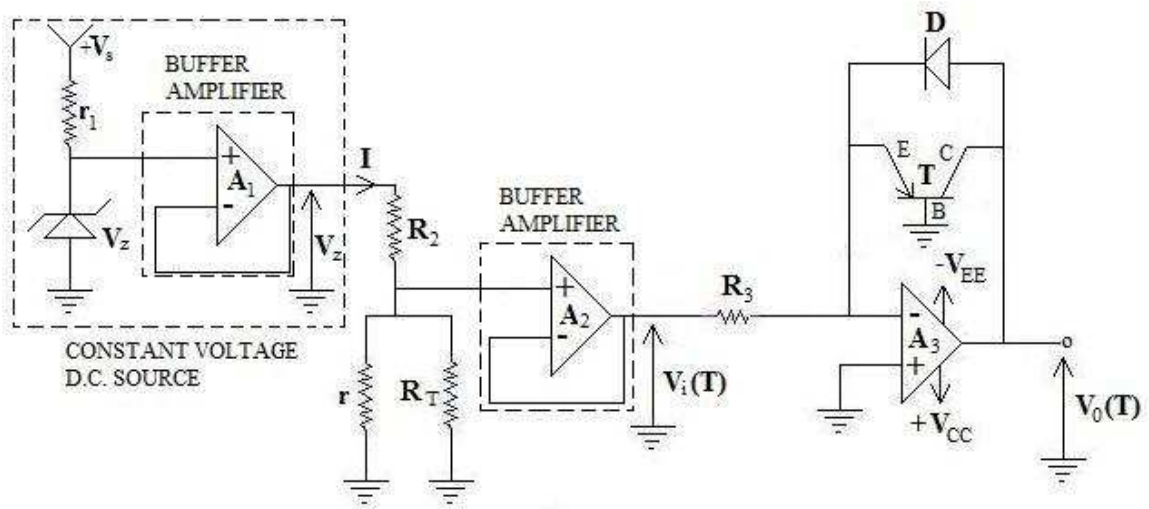 +Vs
r1
Vz
BUFFER
AMPLIFIER
+
A1
-
Vz
I
CONSTANT VOLTAGE
D.C. SOURCE
R2
r
RT
BUFFER
AMPLIFIER
+
A2
-
Vi(T)
R3
D
E
T
C
B
-VEE
-
A3
+
+VCC
V0(T)